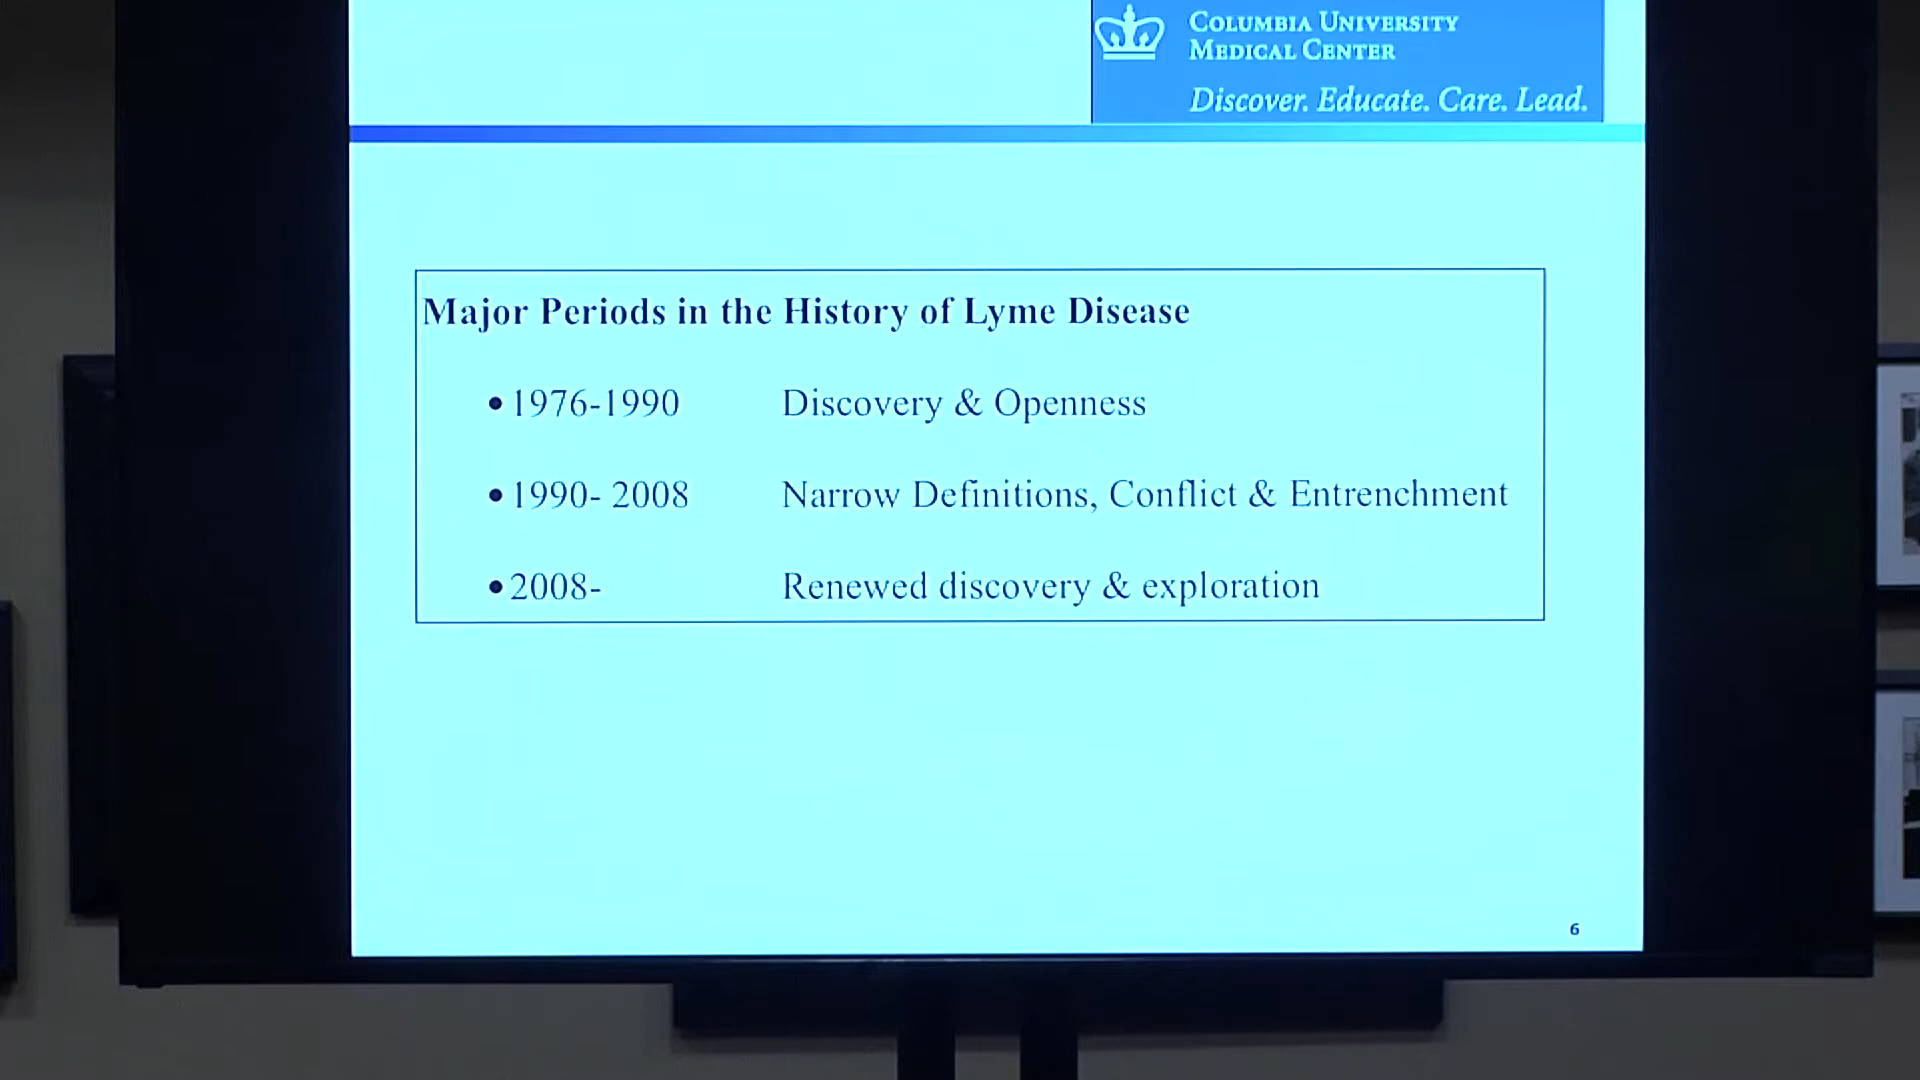 COLUMBIA UNIVERSITY
MEDICAL CENTER
Discover. Educate. Care. Lead.
Major Periods in the History of Lyme Disease
• 1976-1990 Discovery & Openness
• 1990- 2008 Narrow Definitions, Conflict & Entrenchment
• 2008- Renewed discovery & exploration
6